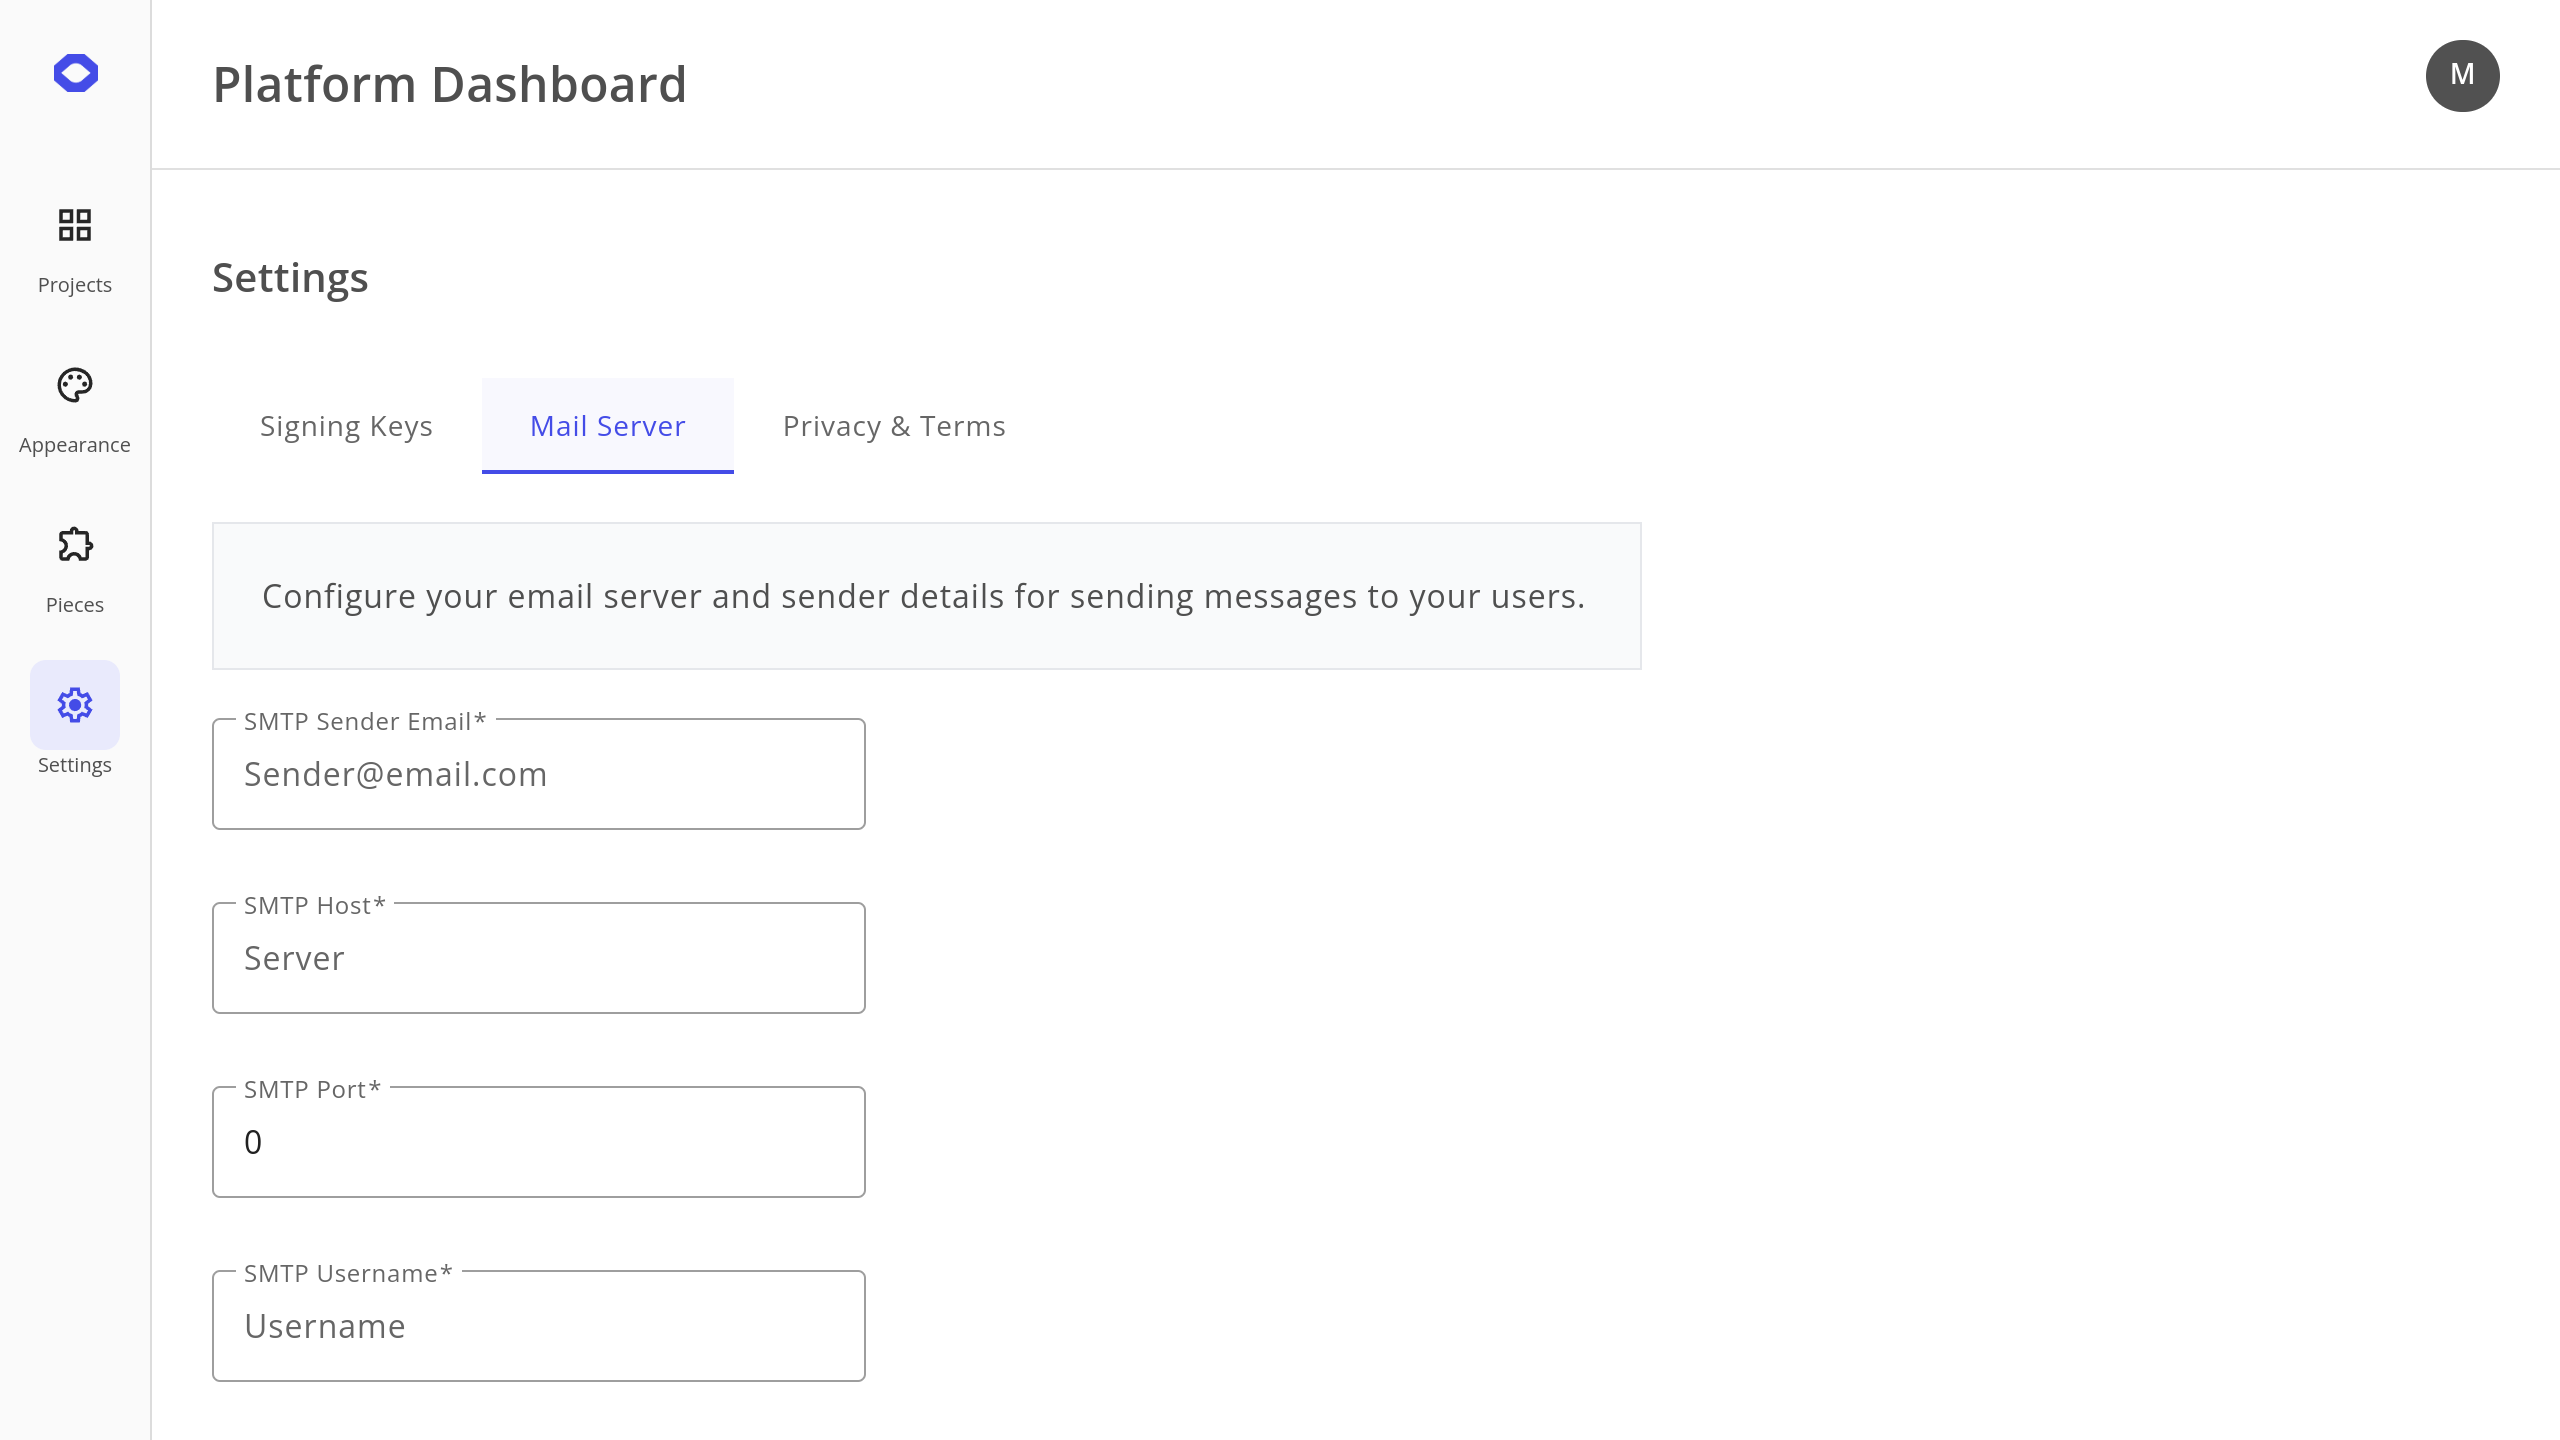 Platform Dashboard
M
Projects
Appearance
Pieces
Settings
Settings
Signing Keys
Mail Server
Privacy & Terms
Configure your email server and sender details for sending messages to your users.
SMTP Sender Email*
Sender@email.com
SMTP Host*
Server
SMTP Port*
0
SMTP Username*
Username